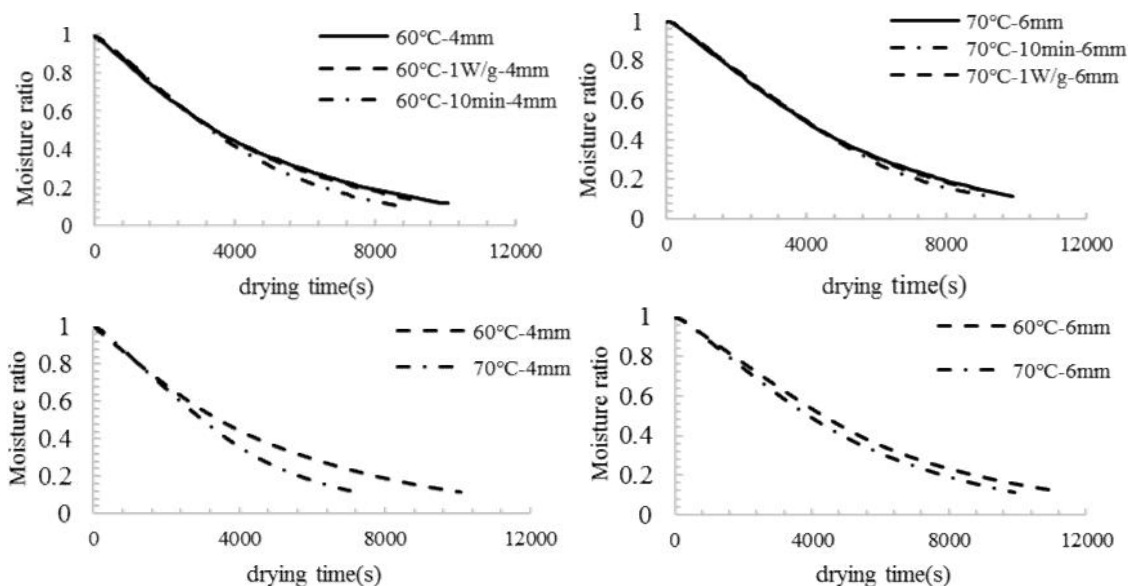 Moisture ratio
1
0.8
0.6
0.4
0.2
0
0
4000
8000
12000
drying time(s)
60°C-4mm
60°C-1W/g-4mm
60°C-10min-4mm
Moisture ratio
1
0.8
0.6
0.4
0.2
0
0
4000
8000
12000
drying time(s)
70°C-6mm
70°C-10min-6mm
70°C-1W/g-6mm
Moisture ratio
1
0.8
0.6
0.4
0.2
0
0
4000
8000
12000
drying time(s)
60°C-4mm
70°C-4mm
Moisture ratio
1
0.8
0.6
0.4
0.2
0
0
4000
8000
12000
drying time(s)
60°C-6mm
70°C-6mm